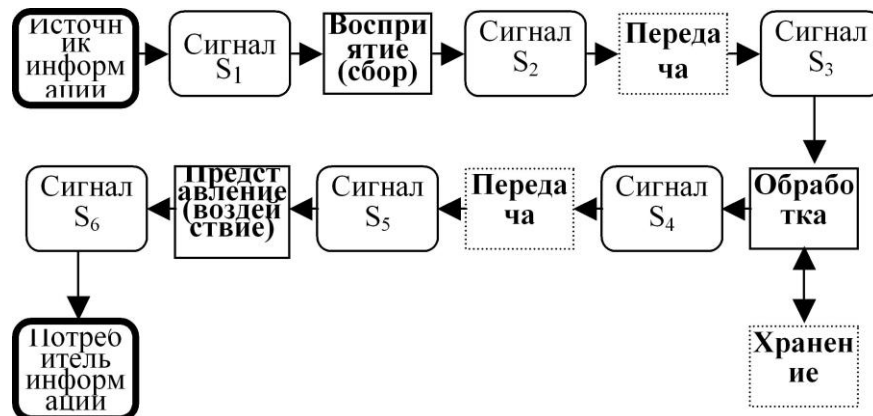 Источн
ик
информ
ации
Сигнал
S1
Воспри
ятие
(сбор)
Сигнал
S2
Переда
ча
Сигнал
S3
Сигнал
S6
Предст
авление
(воздей
ствие)
Сигнал
S5
Переда
ча
Сигнал
S4
Обрабо
тка
Потреб
итель
информ
ации
Хранен
ие